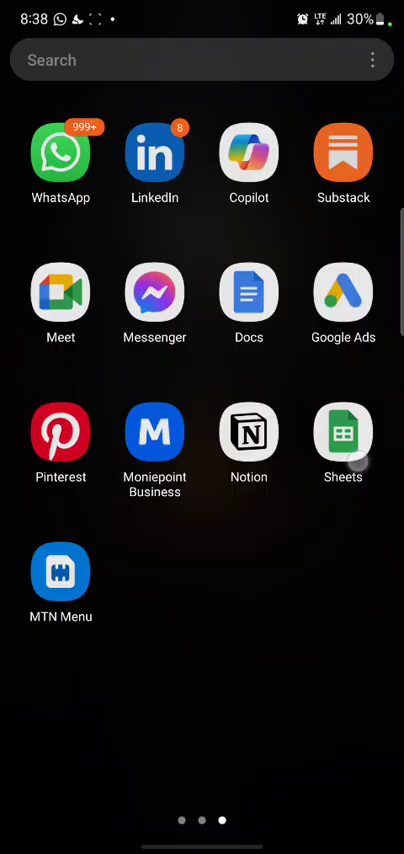 8:38 LTE 30%
Search
999+ 8
WhatsApp LinkedIn Copilot Substack
Meet Messenger Docs Google Ads
Pinterest Moniepoint Business Notion Sheets
MTN Menu